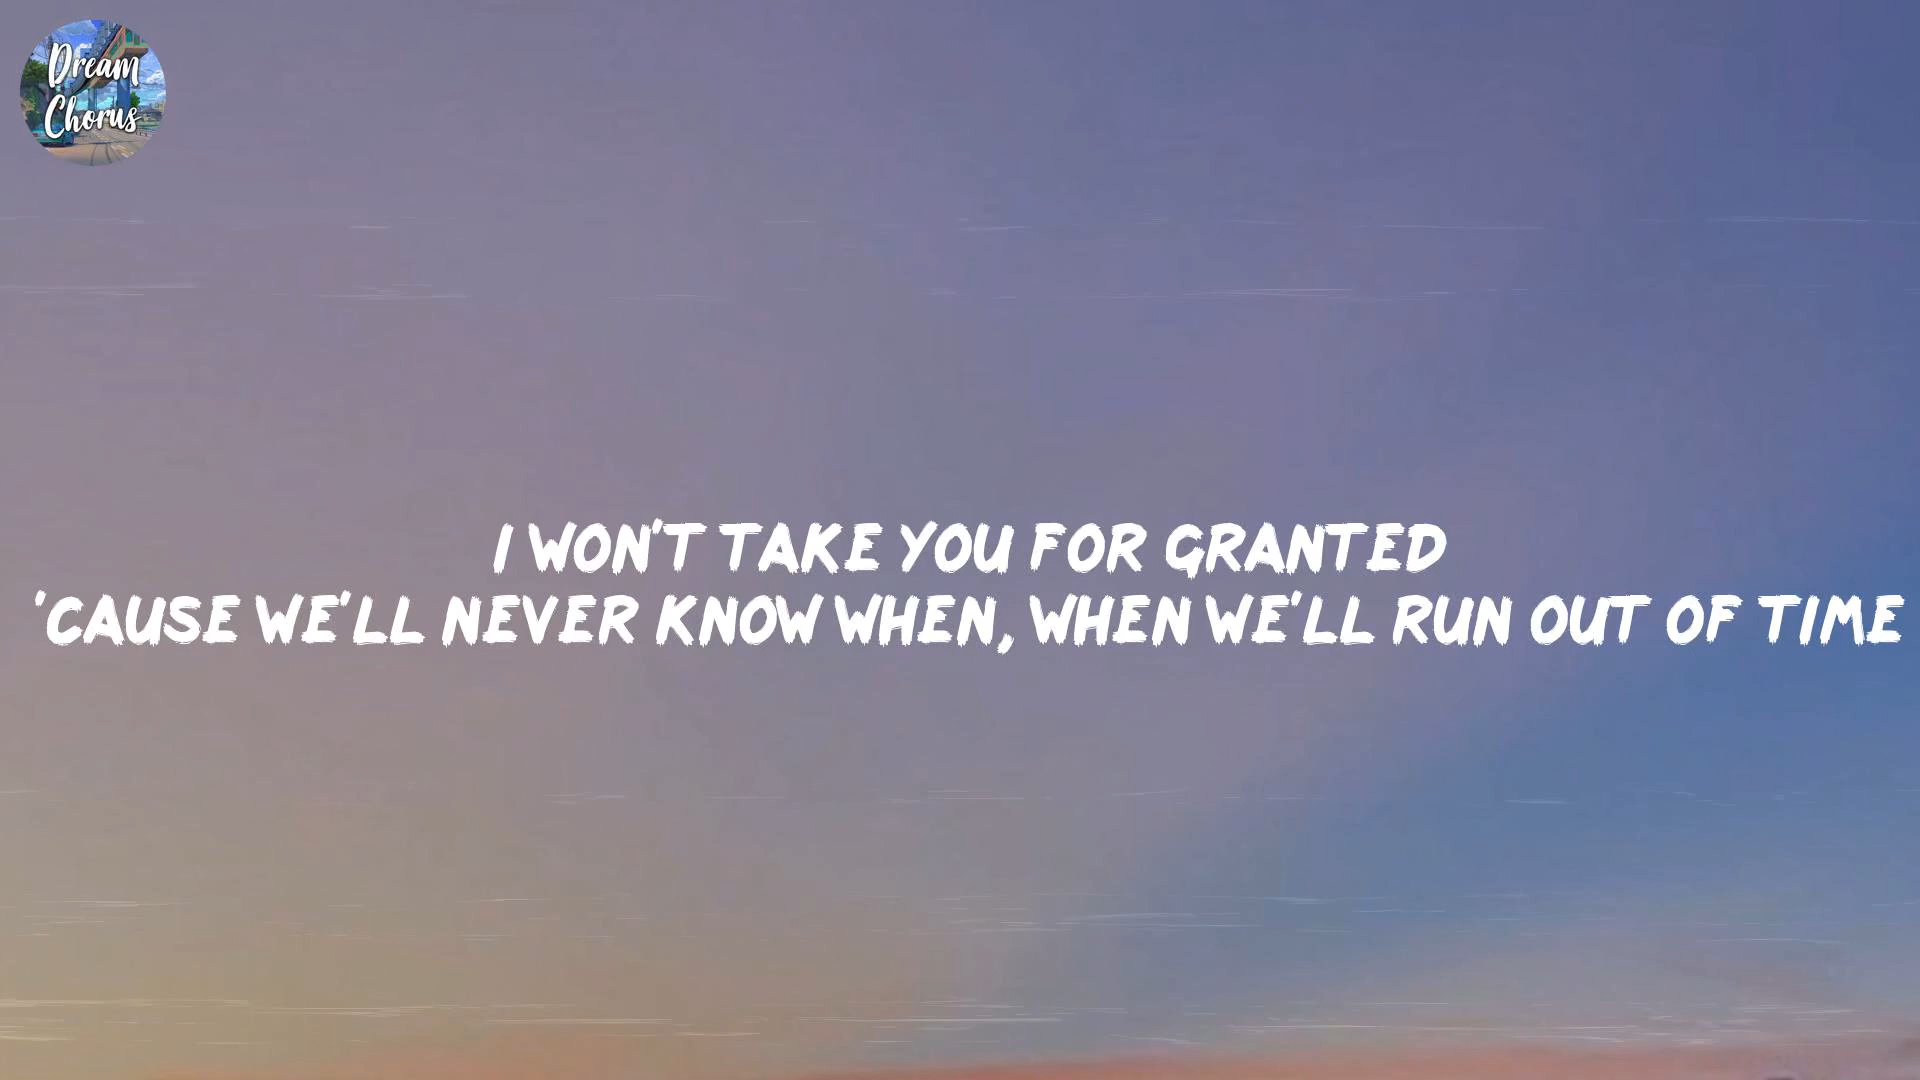 Dream
Chorus
I WON'T TAKE YOU FOR GRANTED
'CAUSE WE'LL NEVER KNOW WHEN, WHEN WE'LL RUN OUT OF TIME